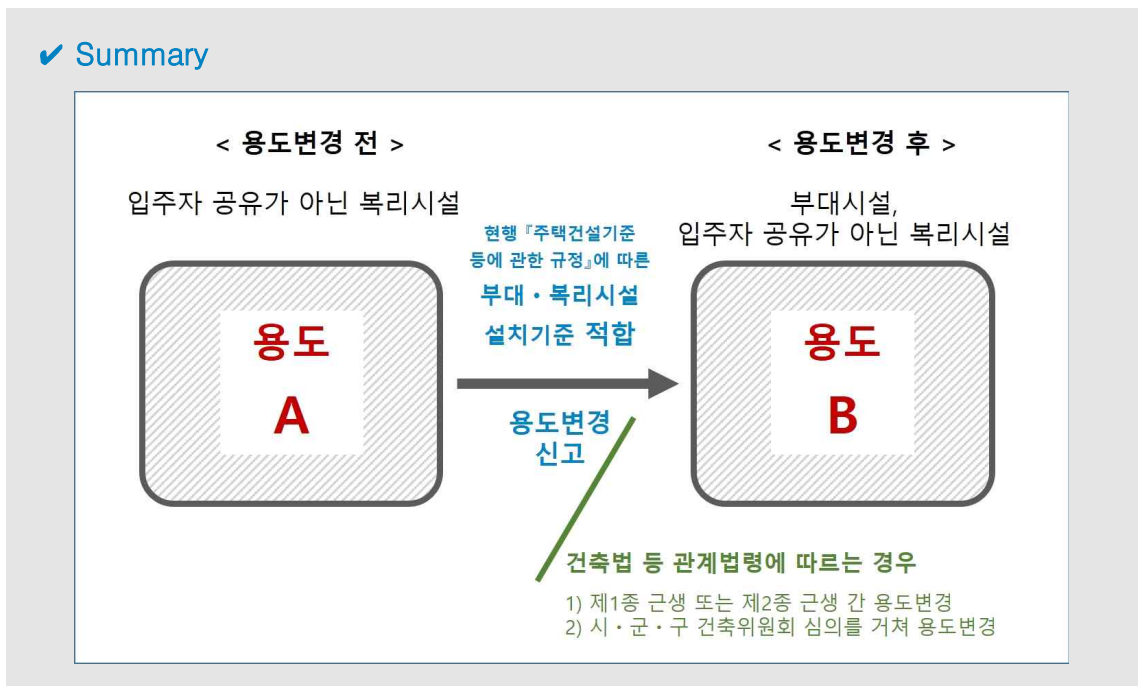 ✔ Summary
< 용도변경 전 >
입주자 공유가 아닌 복리시설
용도
A
현행『주택건설기준
등에 관한 규정』에 따른
부대・복리시설
설치기준 적합
용도변경
신고
< 용도변경 후 >
부대시설,
입주자 공유가 아닌 복리시설
용도
B
건축법 등 관계법령에 따르는 경우
1) 제1종 근생 또는 제2종 근생 간 용도변경
2) 시・군・구 건축위원회 심의를 거쳐 용도변경